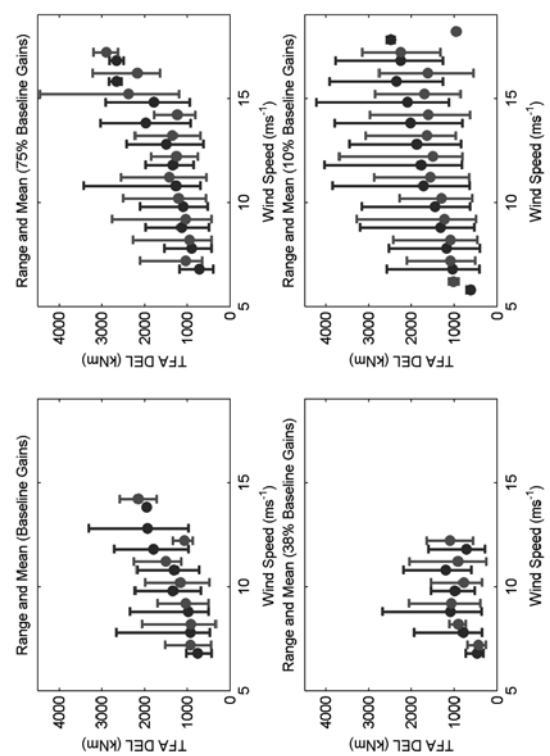 Range and Mean (Baseline Gains)
TFA DEL (kNm)
4000
3000
2000
1000
0
5 10 15
Wind Speed (ms⁻¹)
Range and Mean (75% Baseline Gains)
TFA DEL (kNm)
4000
3000
2000
1000
0
5 10 15
Wind Speed (ms⁻¹)
Range and Mean (38% Baseline Gains)
TFA DEL (kNm)
4000
3000
2000
1000
0
5 10 15
Wind Speed (ms⁻¹)
Range and Mean (10% Baseline Gains)
TFA DEL (kNm)
4000
3000
2000
1000
0
5 10 15
Wind Speed (ms⁻¹)